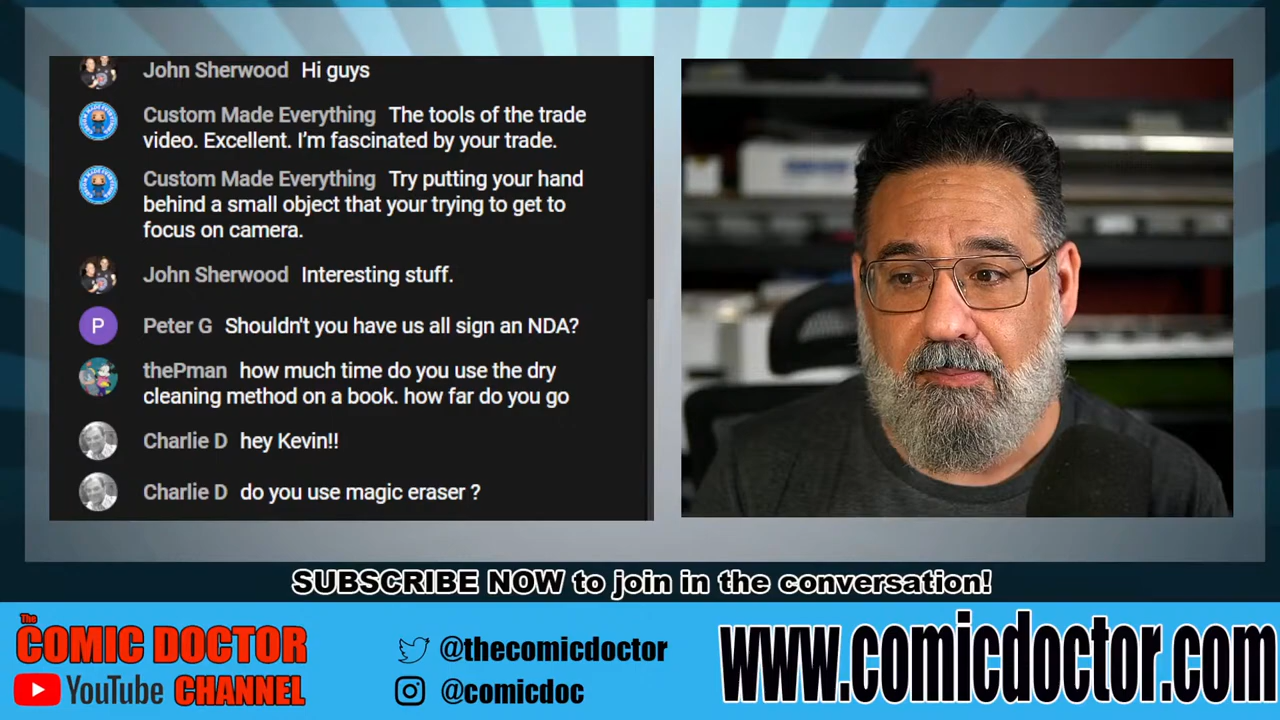 John Sherwood Hi guys
Custom Made Everything The tools of the trade
video. Excellent. I'm fascinated by your trade.
Custom Made Everything Try putting your hand
behind a small object that your trying to get to
focus on camera.
John Sherwood Interesting stuff.
P Peter G Shouldn't you have us all sign an NDA?
thePman how much time do you use the dry
cleaning method on a book. how far do you go
Charlie D hey Kevin!!
Charlie D do you use magic eraser ?
SUBSCRIBE NOW to join in the conversation!
The
COMIC DOCTOR
YouTube CHANNEL
@thecomicdoctor
@comicdoc
www.comicdoctor.com